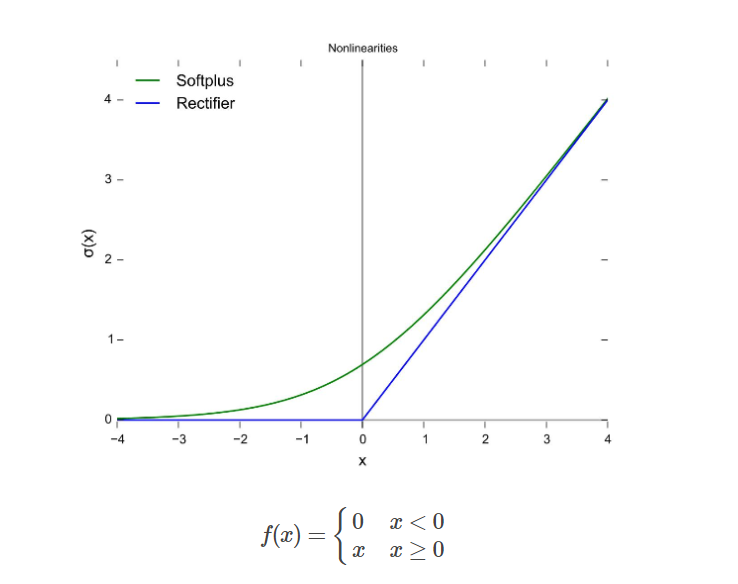 Nonlinearities
Softplus
Rectifier
4
3
2
1
0
σ(x)
−4 −3 −2 −1 0 1 2 3 4
x
f(x) = { 0 x < 0
x x ≥ 0